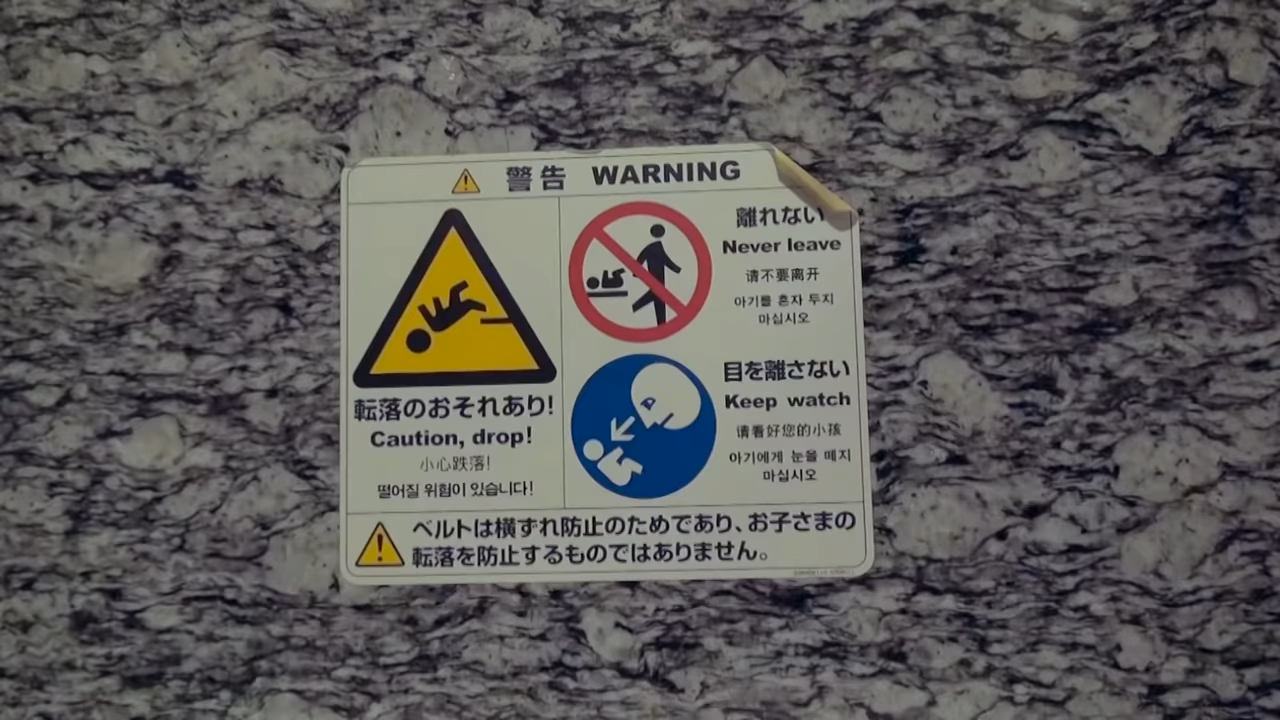 警告 WARNING
転落のおそれあり!
Caution, drop!
小心跌落!
떨어질 위험이 있습니다!
離れない
Never leave
请不要离开
아기를 혼자 두지
마십시오
目を離さない
Keep watch
请看好您的小孩
아기에게 눈을 떼지
마십시오
ベルトは横ずれ防止のためであり、お子さまの
転落を防止するものではありません。